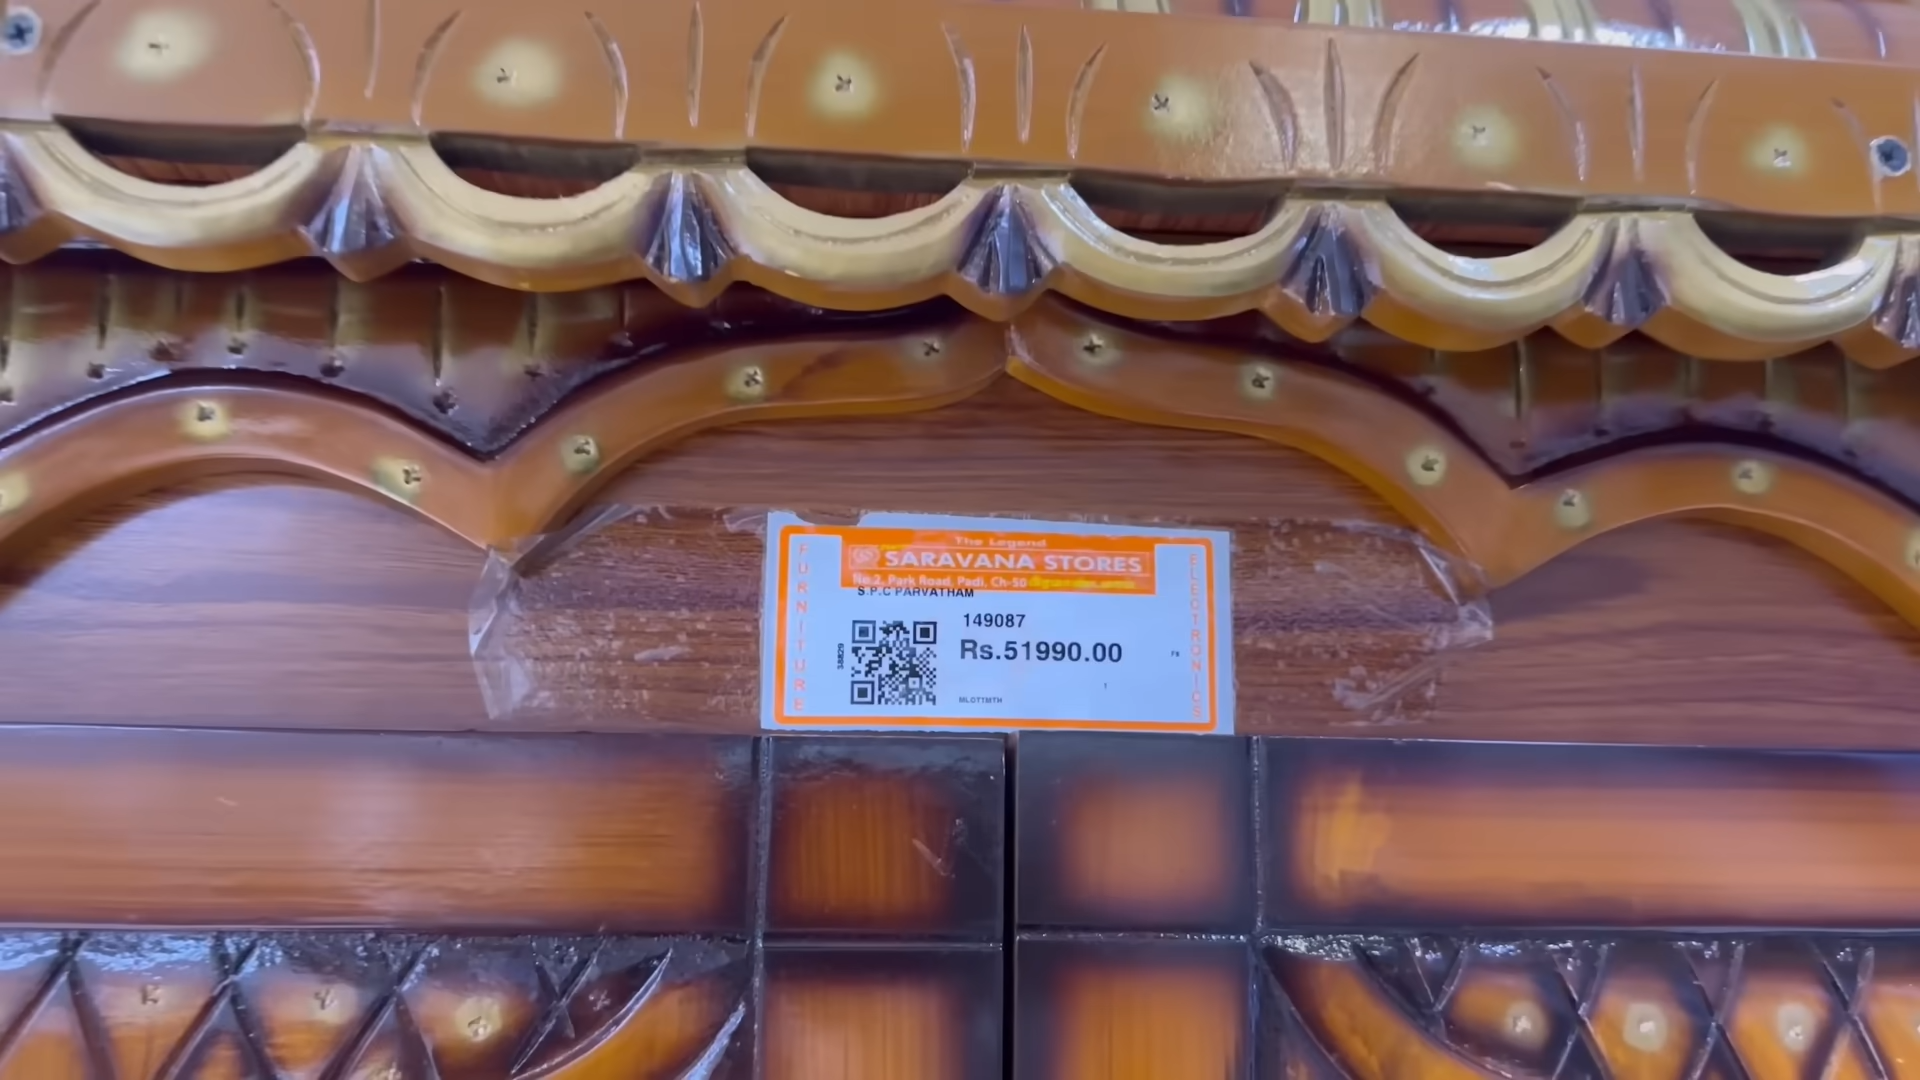 The Legend
SARAVANA STORES
No.2, Park Road, Padi, Ch-50
S.P.C PARVATHAM
FURNITURE
ELECTRONICS
149087
38829
Rs.51990.00
MLOTTMTH